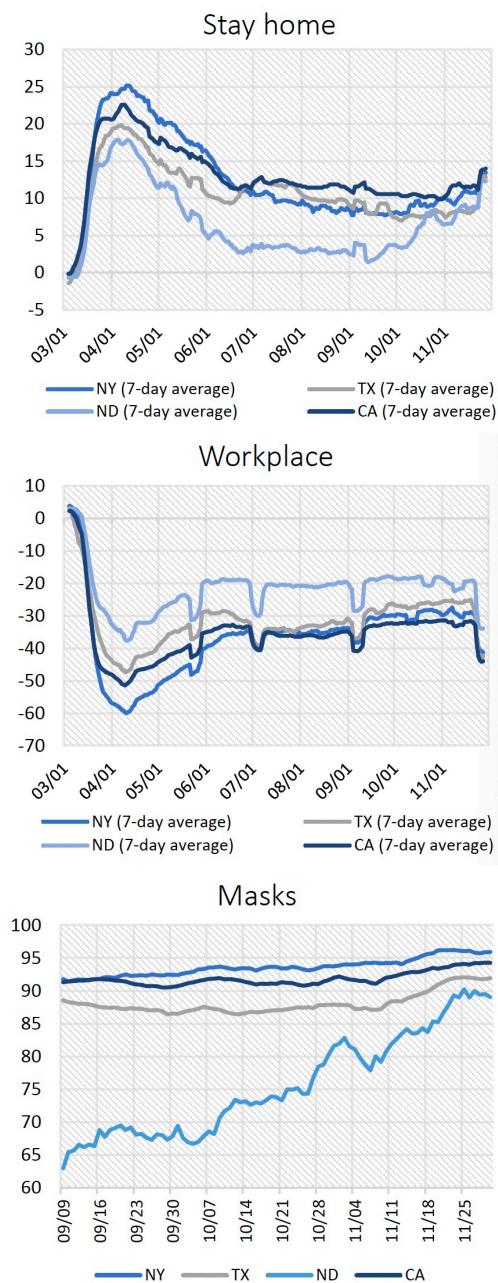 Stay home
30
25
20
15
10
5
0
-5
03/01 04/01 05/01 06/01 07/01 08/01 09/01 10/01 11/01
NY (7-day average) TX (7-day average)
ND (7-day average) CA (7-day average)
Workplace
10
0
-10
-20
-30
-40
-50
-60
-70
03/01 04/01 05/01 06/01 07/01 08/01 09/01 10/01 11/01
NY (7-day average) TX (7-day average)
ND (7-day average) CA (7-day average)
Masks
100
95
90
85
80
75
70
65
60
09/09 09/16 09/23 09/30 10/07 10/14 10/21 10/28 11/04 11/11 11/18 11/25
NY TX ND CA